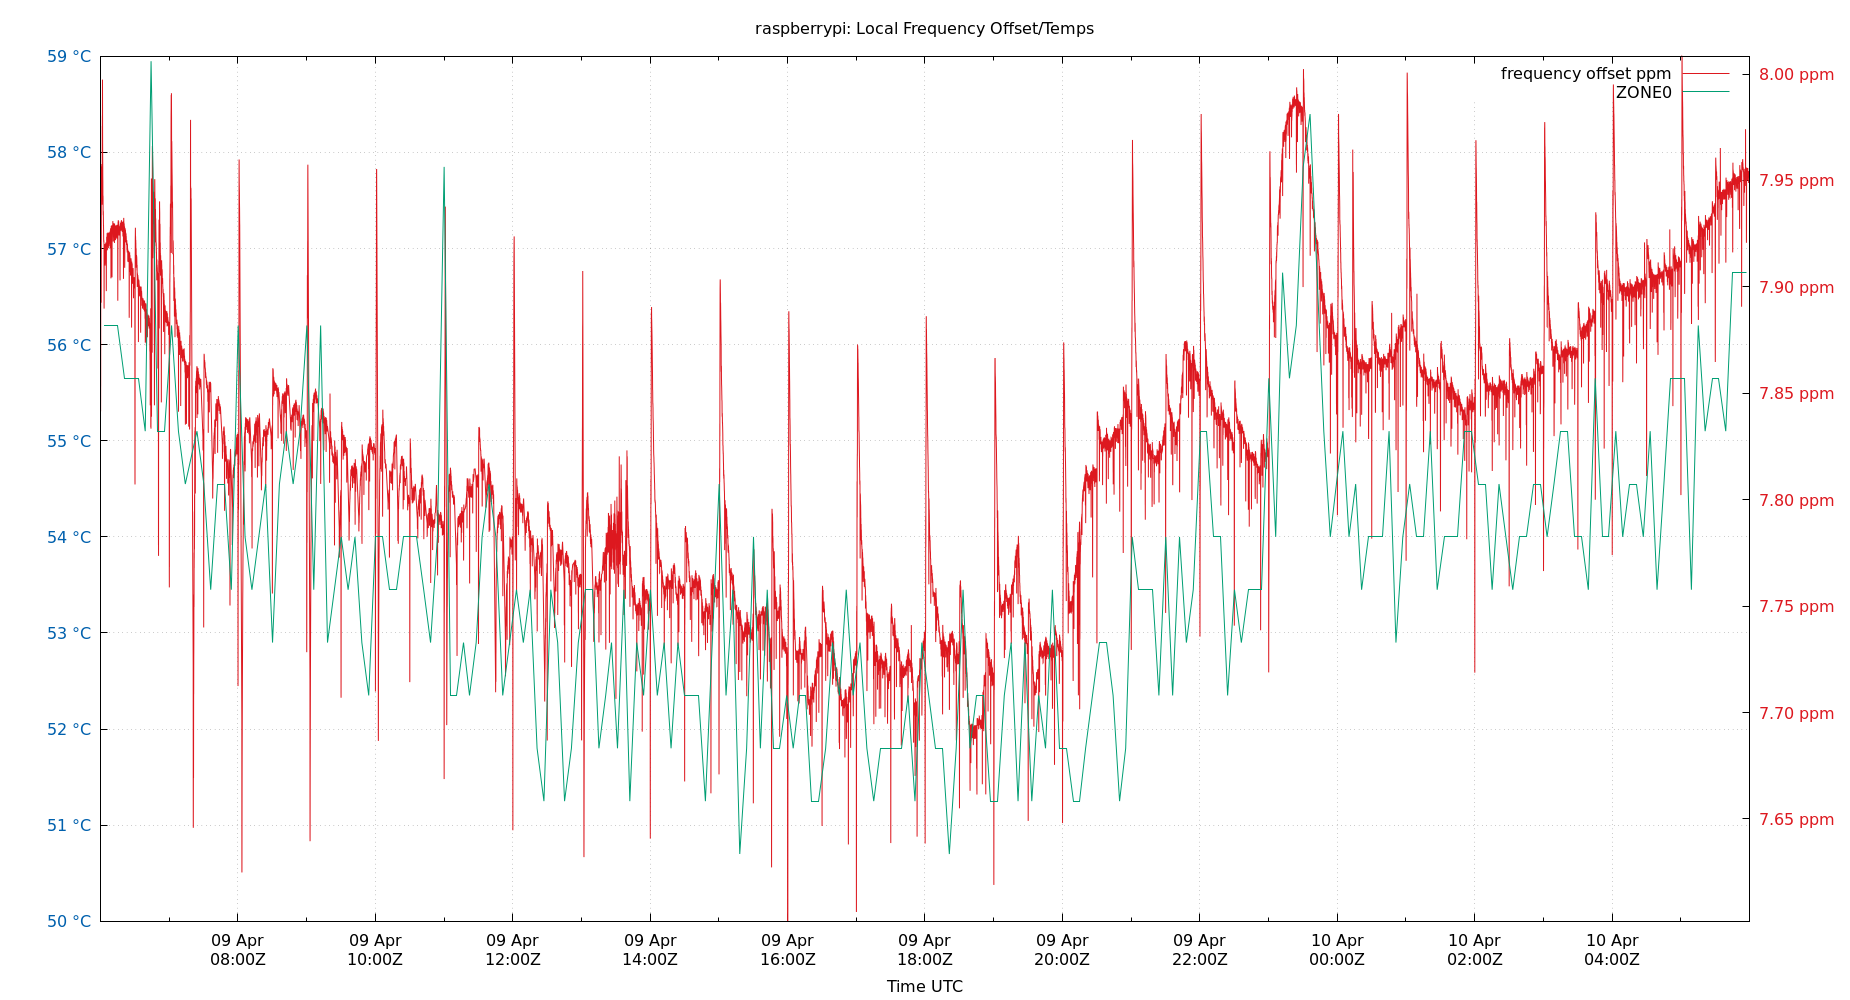 raspberrypi: Local Frequency Offset/Temps
59 °C
58 °C
57 °C
56 °C
55 °C
54 °C
53 °C
52 °C
51 °C
50 °C
frequency offset ppm
ZONE0
8.00 ppm
7.95 ppm
7.90 ppm
7.85 ppm
7.80 ppm
7.75 ppm
7.70 ppm
7.65 ppm
09 Apr
08:00Z
09 Apr
10:00Z
09 Apr
12:00Z
09 Apr
14:00Z
09 Apr
16:00Z
09 Apr
18:00Z
09 Apr
20:00Z
09 Apr
22:00Z
10 Apr
00:00Z
10 Apr
02:00Z
10 Apr
04:00Z
Time UTC